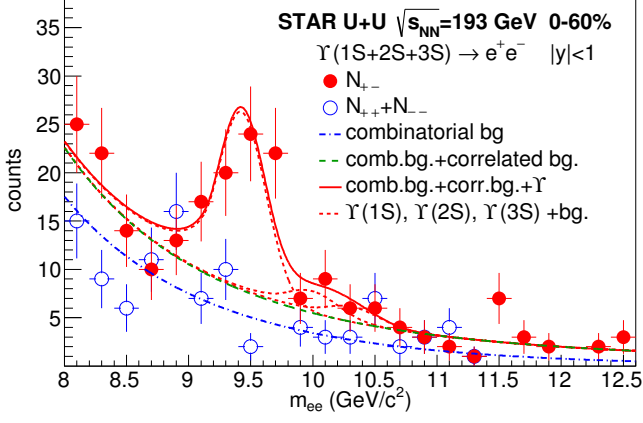 STAR U+U √sNN=193 GeV 0-60%
ϒ(1S+2S+3S) → e+e− |y|<1
N+−
N+++N−−
combinatorial bg
comb.bg.+correlated bg.
comb.bg.+corr.bg.+ϒ
ϒ(1S), ϒ(2S), ϒ(3S) +bg.
counts
35
30
25
20
15
10
5
8 8.5 9 9.5 10 10.5 11 11.5 12 12.5
mee (GeV/c2)